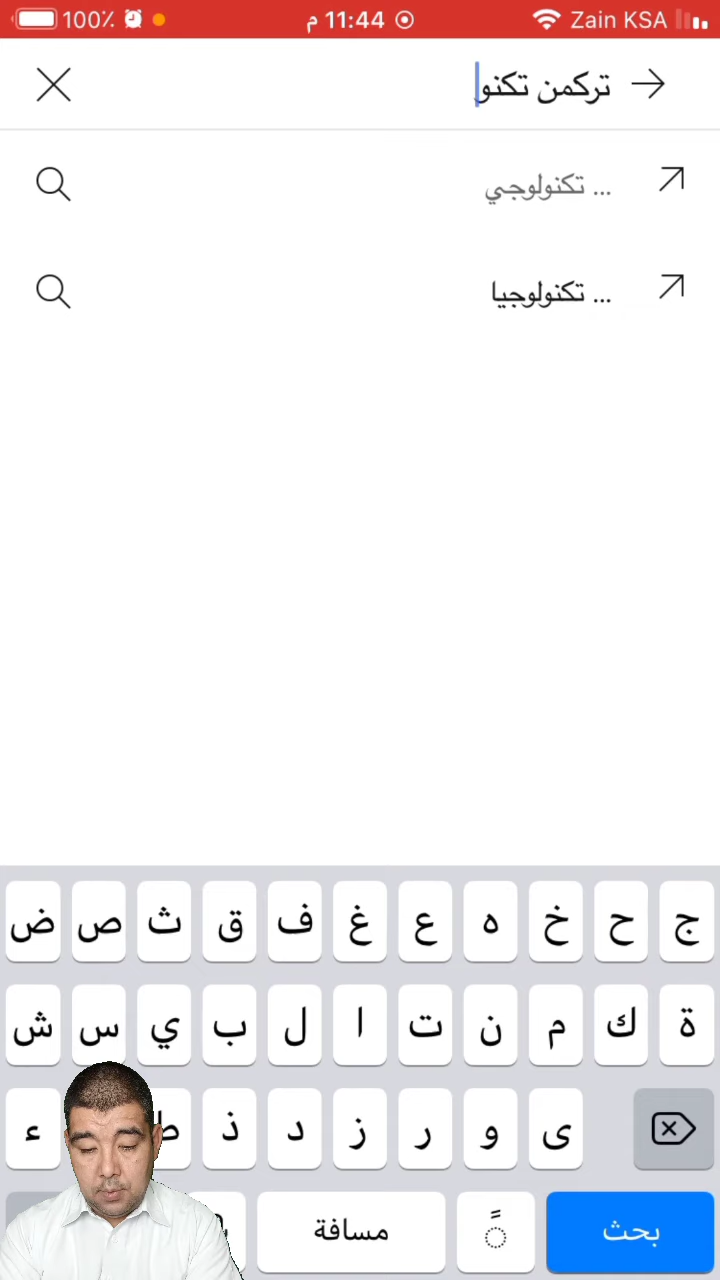 100٪ 11:44 م Zain KSA
تركمن تكنو
... تكنولوجي
... تكنولوجيا
ض ص ث ق ف غ ع ه خ ح ج
ش س ي ب ل ا ت ن م ك ة
ء ط ذ د ز ر و ى
مسافة بحث